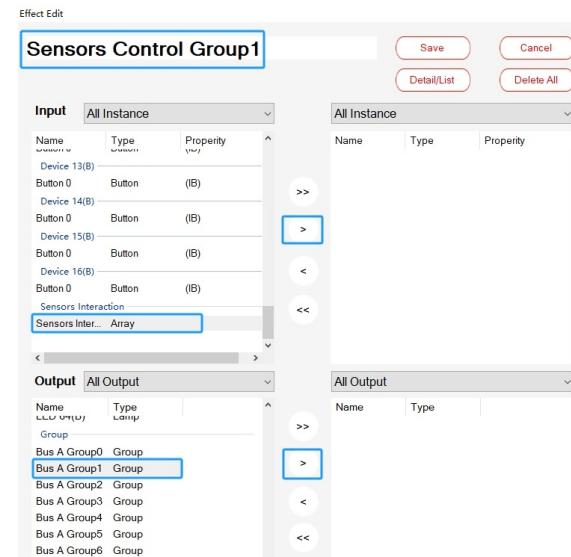 Effect Edit
Sensors Control Group1
Save
Cancel
Detail/List
Delete All
Input
All Instance
All Instance
Name Type Properity
Name Type Properity
Device 13(B)
Button 0 Button (IB)
Device 14(B)
Button 0 Button (IB)
Device 15(B)
Button 0 Button (IB)
Device 16(B)
Button 0 Button (IB)
Sensors Interaction
Sensors Inter... Array
>>
>
<
<<
Output
All Output
All Output
Name Type
Name Type
Group
Bus A Group0 Group
Bus A Group1 Group
Bus A Group2 Group
Bus A Group3 Group
Bus A Group4 Group
Bus A Group5 Group
Bus A Group6 Group
>>
>
<
<<